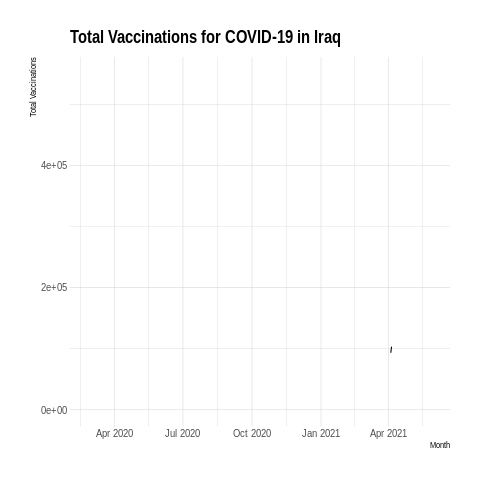 Total Vaccinations for COVID-19 in Iraq
Total Vaccinations
4e+05
2e+05
0e+00
Apr 2020 Jul 2020 Oct 2020 Jan 2021 Apr 2021
Month